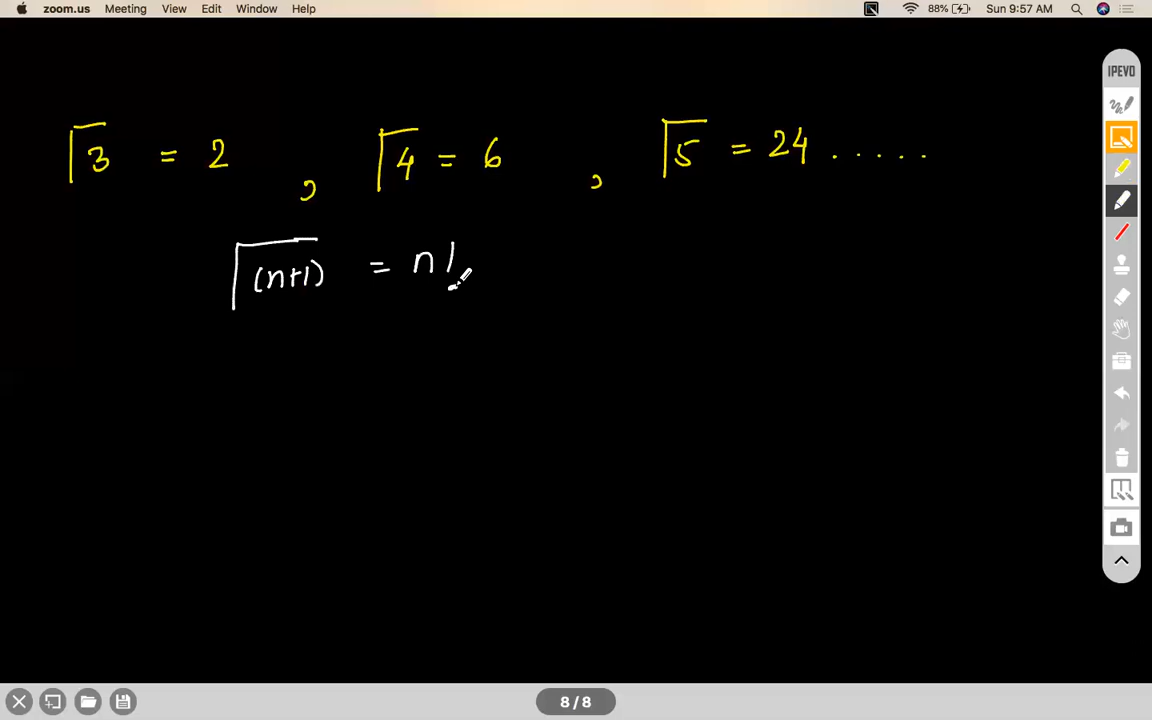 zoom.us Meeting View Edit Window Help 88% Sun 9:57 AM
IPEVO
Γ3 = 2 , Γ4 = 6 , Γ5 = 24 .....
Γ(n+1) = n!
8 / 8